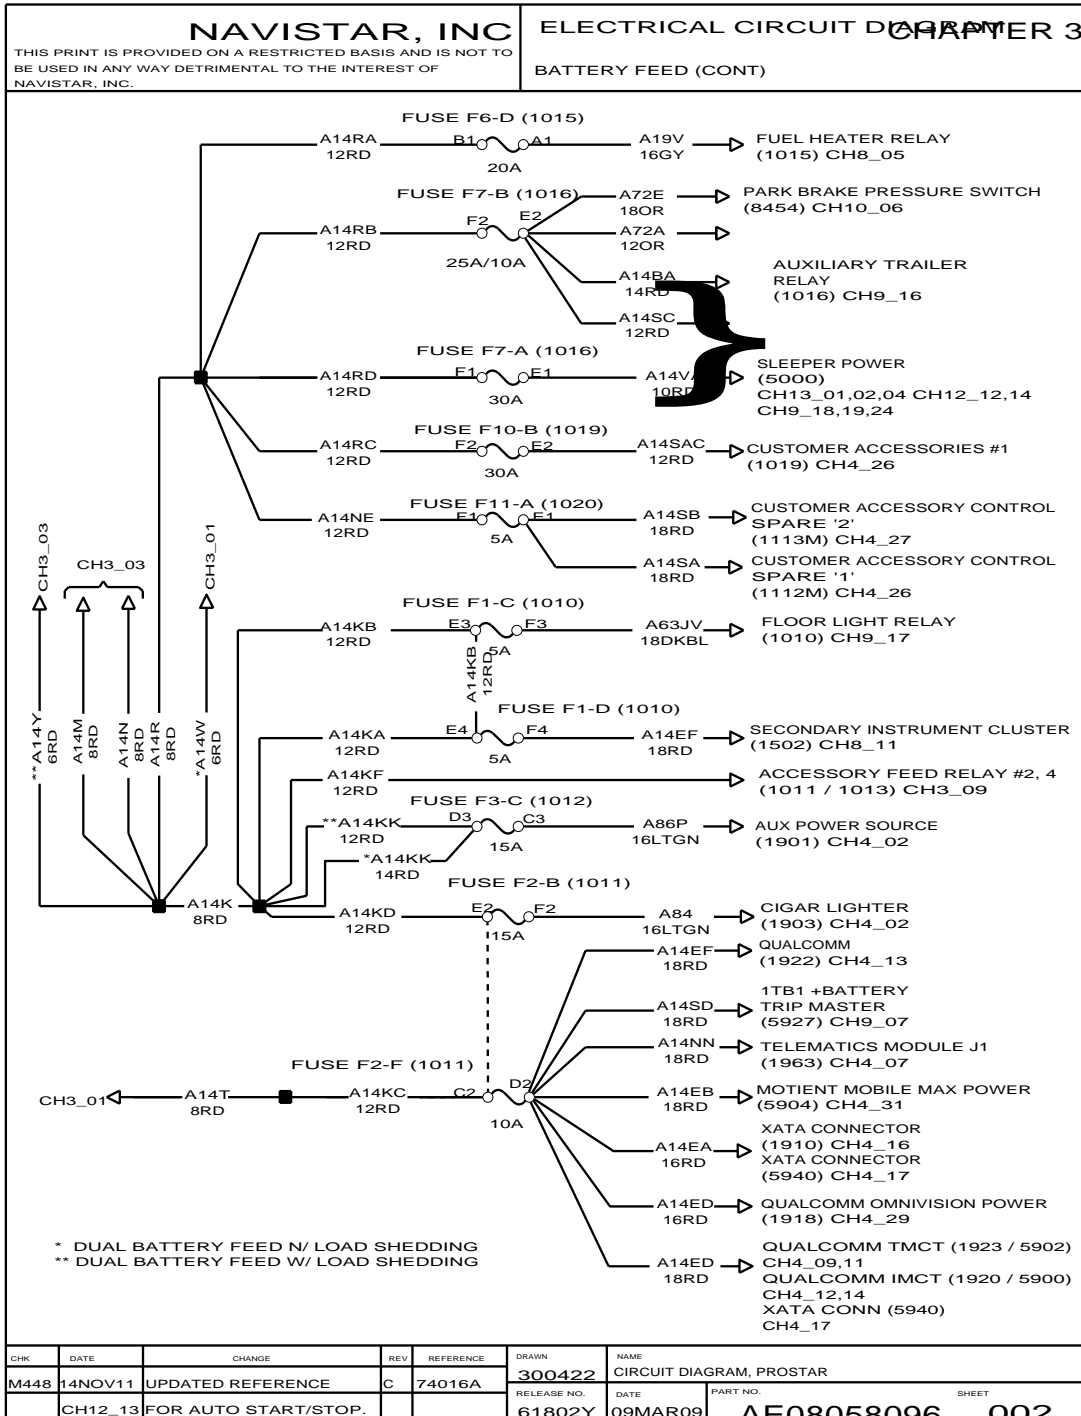 NAVISTAR, INC
THIS PRINT IS PROVIDED ON A RESTRICTED BASIS AND IS NOT TO
BE USED IN ANY WAY DETRIMENTAL TO THE INTEREST OF
NAVISTAR, INC.
ELECTRICAL CIRCUIT DIAGRAM
CHAPTER 3
BATTERY FEED (CONT)
FUSE F6-D (1015)
A14RA
12RD
B1
A1
20A
A19V
16GY
FUEL HEATER RELAY
(1015) CH8_05
FUSE F7-B (1016)
A14RB
12RD
F2
E2
25A/10A
A72E
18OR
PARK BRAKE PRESSURE SWITCH
(8454) CH10_06
A72A
12OR
A14BA
14RD
AUXILIARY TRAILER
RELAY
(1016) CH9_16
A14SC
12RD
}
FUSE F7-A (1016)
A14RD
12RD
F1
E1
30A
A14VA
10RD
SLEEPER POWER
(5000)
CH13_01,02,04 CH12_12,14
CH9_18,19,24
FUSE F10-B (1019)
A14RC
12RD
F2
E2
30A
A14SAC
12RD
CUSTOMER ACCESSORIES #1
(1019) CH4_26
FUSE F11-A (1020)
A14NE
12RD
E1
F1
5A
A14SB
18RD
CUSTOMER ACCESSORY CONTROL
SPARE '2'
(1113M) CH4_27
A14SA
18RD
CUSTOMER ACCESSORY CONTROL
SPARE '1'
(1112M) CH4_26
CH3_03
CH3_03
CH3_01
FUSE F1-C (1010)
A14KB
12RD
E3
F3
5A
A63JV
18DKBL
FLOOR LIGHT RELAY
(1010) CH9_17
A14KB
12RD
**A14Y
6RD
A14M
8RD
A14N
8RD
A14R
8RD
*A14W
6RD
FUSE F1-D (1010)
A14KA
12RD
E4
F4
5A
A14EF
18RD
SECONDARY INSTRUMENT CLUSTER
(1502) CH8_11
A14KF
12RD
ACCESSORY FEED RELAY #2, 4
(1011 / 1013) CH3_09
FUSE F3-C (1012)
**A14KK
12RD
D3
C3
15A
A86P
16LTGN
AUX POWER SOURCE
(1901) CH4_02
*A14KK
14RD
FUSE F2-B (1011)
A14K
8RD
A14KD
12RD
E2
F2
15A
A84
16LTGN
CIGAR LIGHTER
(1903) CH4_02
A14EF
18RD
QUALCOMM
(1922) CH4_13
A14SD
18RD
1TB1 +BATTERY
TRIP MASTER
(5927) CH9_07
A14NN
18RD
TELEMATICS MODULE J1
(1963) CH4_07
FUSE F2-F (1011)
CH3_01
A14T
8RD
A14KC
12RD
C2
D2
10A
A14EB
18RD
MOTIENT MOBILE MAX POWER
(5904) CH4_31
A14EA
16RD
XATA CONNECTOR
(1910) CH4_16
XATA CONNECTOR
(5940) CH4_17
A14ED
16RD
QUALCOMM OMNIVISION POWER
(1918) CH4_29
A14ED
18RD
QUALCOMM TMCT (1923 / 5902)
CH4_09,11
QUALCOMM IMCT (1920 / 5900)
CH4_12,14
XATA CONN (5940)
CH4_17
* DUAL BATTERY FEED N/ LOAD SHEDDING
** DUAL BATTERY FEED W/ LOAD SHEDDING
CHK DATE CHANGE REV REFERENCE
M448 14NOV11 UPDATED REFERENCE C 74016A
CH12_13 FOR AUTO START/STOP.
DRAWN
300422
NAME
CIRCUIT DIAGRAM, PROSTAR
RELEASE NO.
61802Y
DATE
09MAR09
PART NO.
AE08058096
SHEET
002